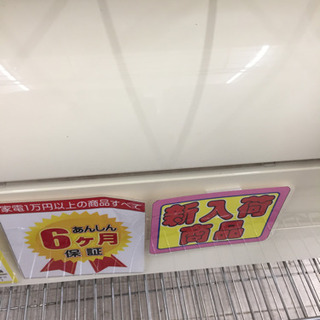 家電1万円以上の商品すべて
あんしん
6ヶ月
保証
新入荷
商品